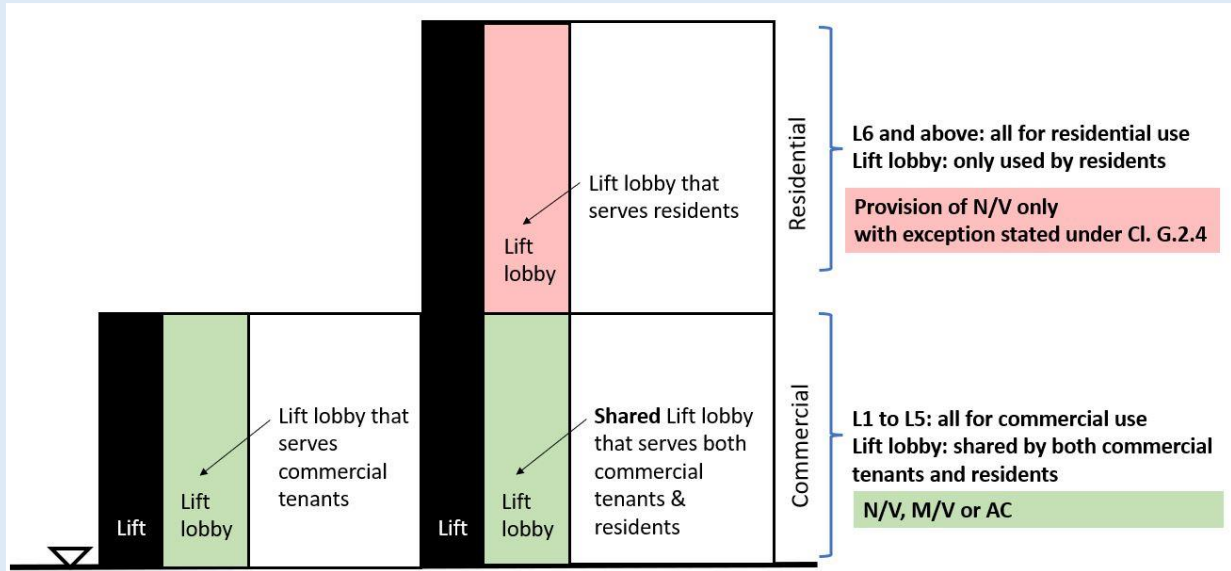 Lift lobby that
serves residents
Lift
lobby
Residential
L6 and above: all for residential use
Lift lobby: only used by residents
Provision of N/V only
with exception stated under Cl. G.2.4
Lift
Lift
lobby
Lift lobby that
serves
commercial
tenants
Lift
Lift
lobby
Shared Lift lobby
that serves both
commercial
tenants &
residents
Commercial
L1 to L5: all for commercial use
Lift lobby: shared by both commercial
tenants and residents
N/V, M/V or AC